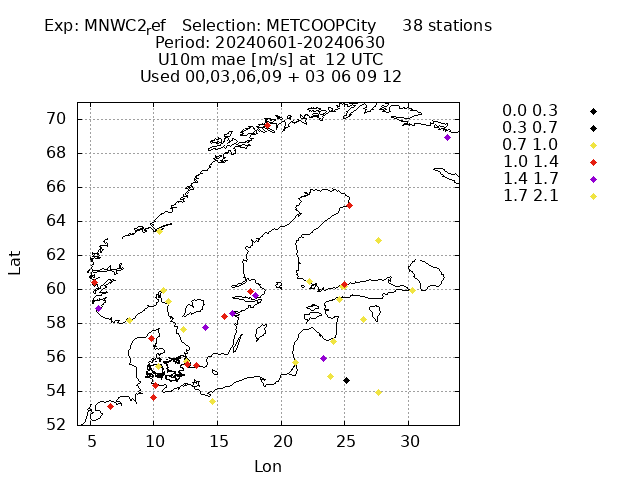 Exp: MNWC2ref Selection: METCOOPCity 38 stations
Period: 20240601-20240630
U10m mae [m/s] at 12 UTC
Used 00,03,06,09 + 03 06 09 12
0.0 0.3
0.3 0.7
0.7 1.0
1.0 1.4
1.4 1.7
1.7 2.1
70
68
66
64
62
60
58
56
54
52
Lat
5 10 15 20 25 30
Lon